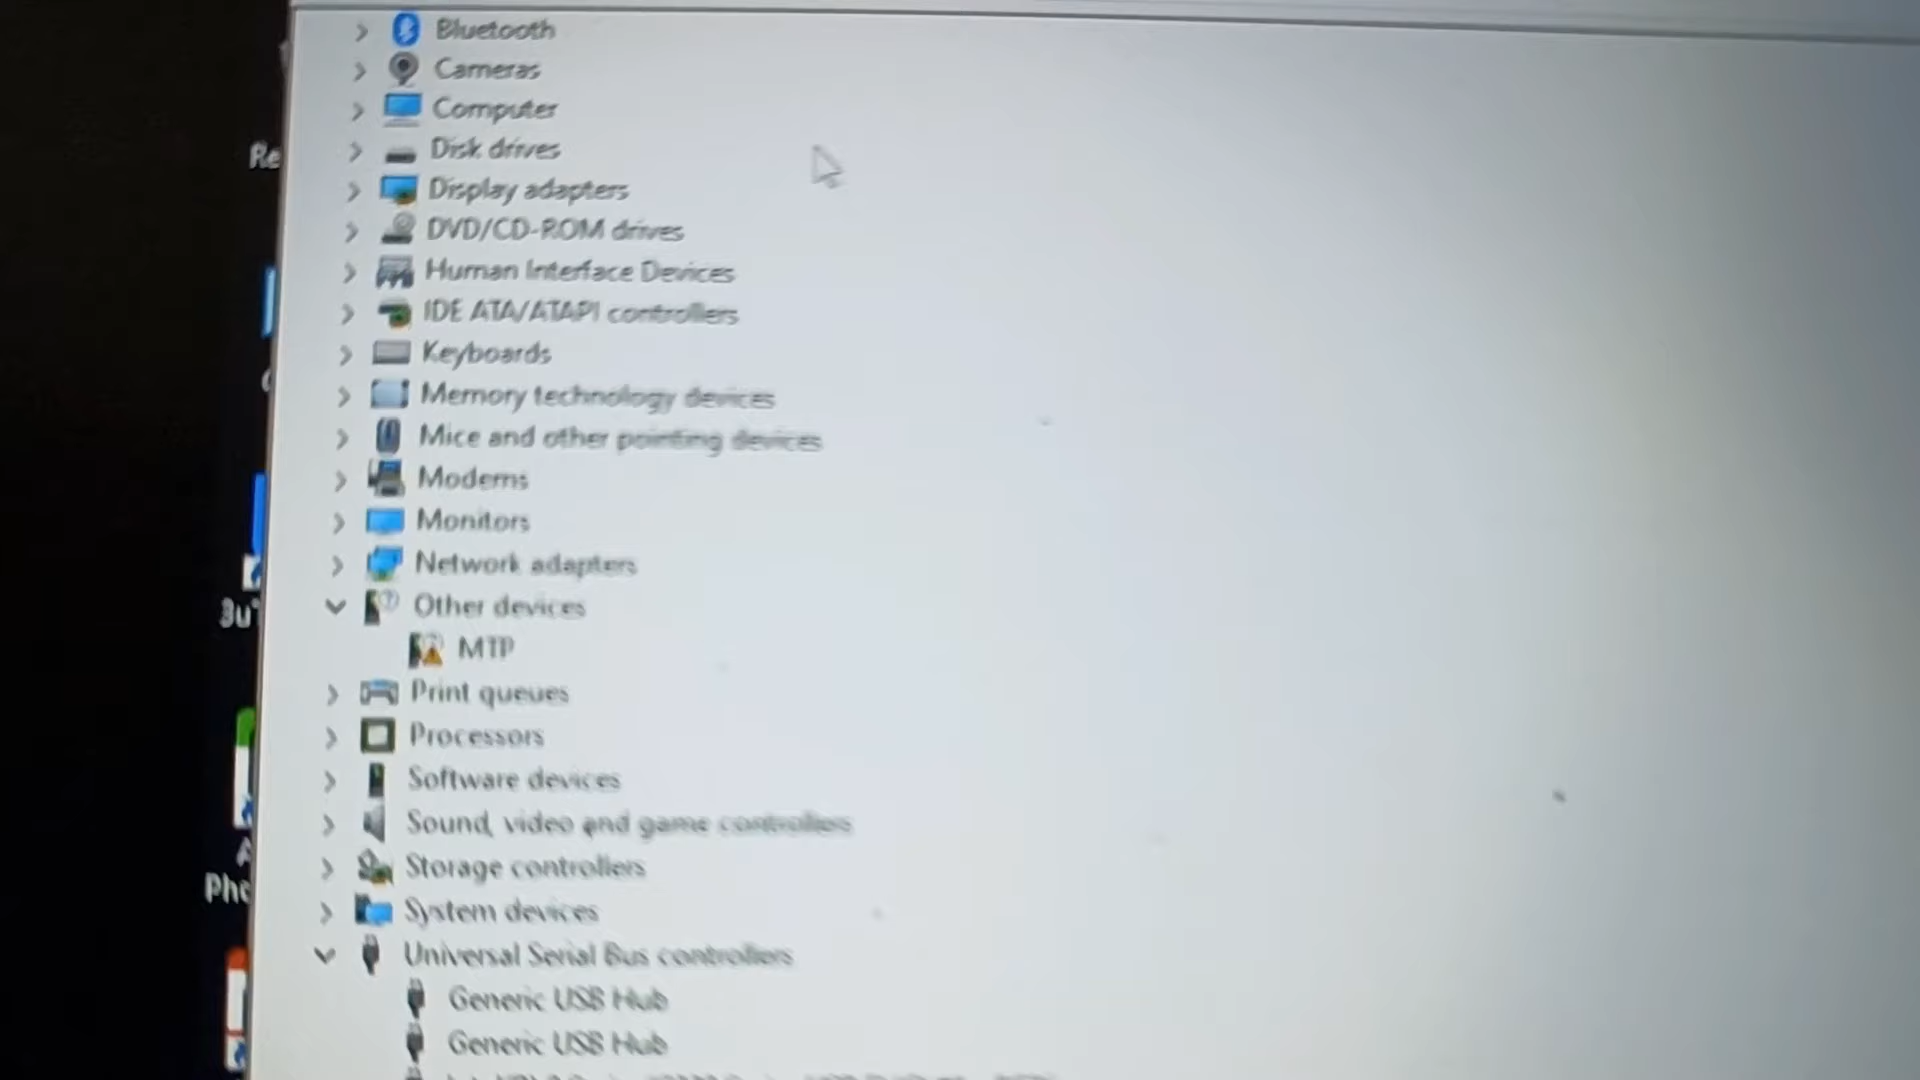 Bluetooth
Cameras
Computer
Disk drives
Re
Display adapters
DVD/CD-ROM drives
Human Interface Devices
IDE ATA/ATAPI controllers
Keyboards
Memory technology devices
Mice and other pointing devices
Modems
Monitors
Network adapters
Other devices
MTP
Print queues
Processors
Software devices
Sound, video and game controllers
Storage controllers
Pho
System devices
Universal Serial Bus controllers
Generic USB Hub
Generic USB Hub